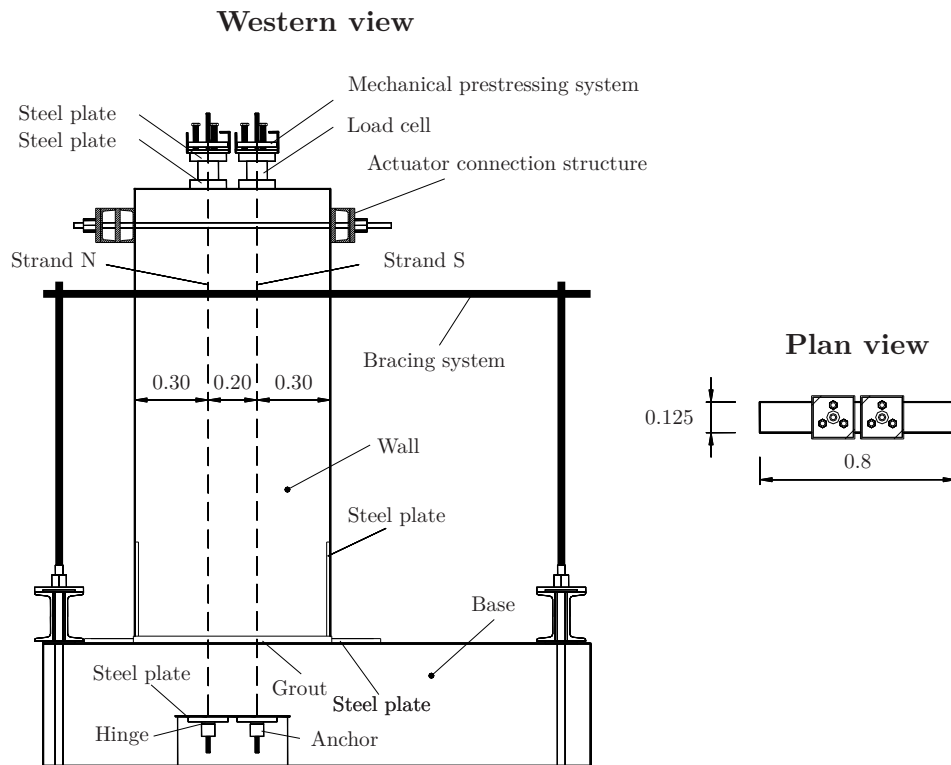 Western view
Mechanical prestressing system
Steel plate
Load cell
Steel plate
Actuator connection structure
Strand N
Strand S
Bracing system
Plan view
0.30
0.20
0.30
0.125
Wall
0.8
Steel plate
Base
Steel plate
Grout
Steel plate
Hinge
Anchor